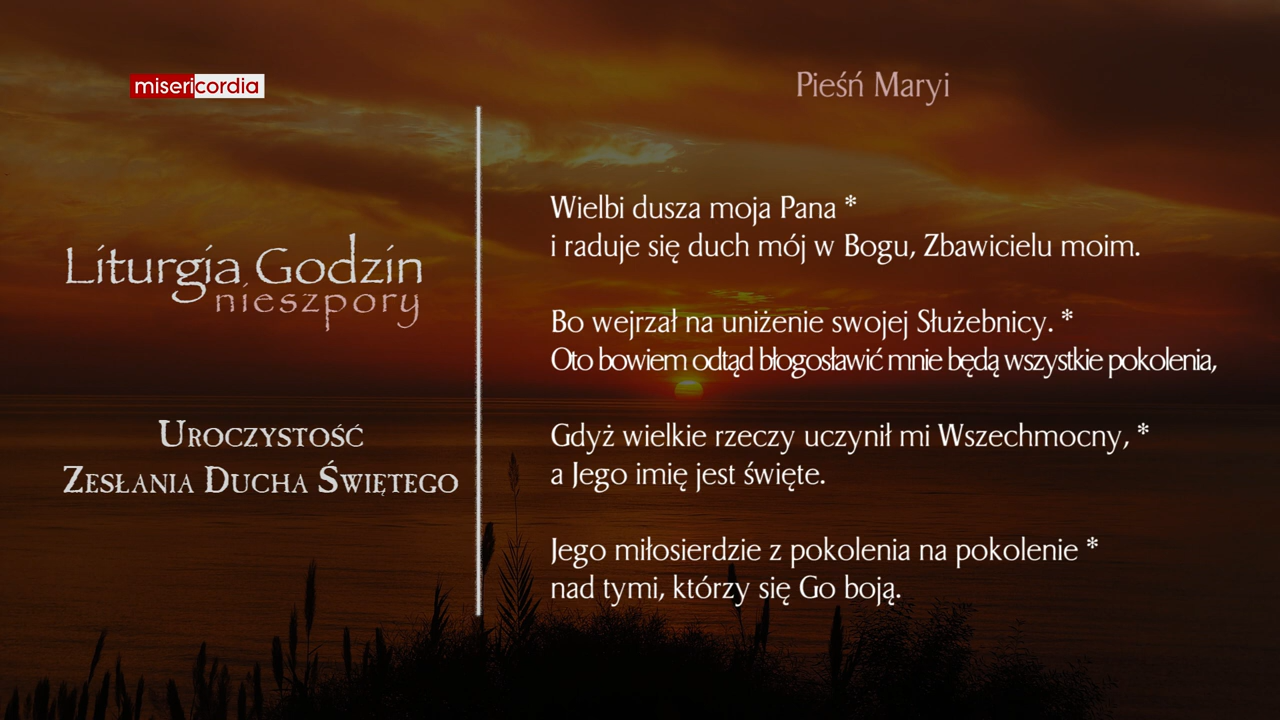 misericordia
Liturgia Godzin
nieszpory
Uroczystość
Zesłania Ducha Świętego
Pieśń Maryi
Wielbi dusza moja Pana *
i raduje się duch mój w Bogu, Zbawicielu moim.
Bo wejrzał na uniżenie swojej Służebnicy. *
Oto bowiem odtąd błogosławić mnie będą wszystkie pokolenia,
Gdyż wielkie rzeczy uczynił mi Wszechmocny, *
a Jego imię jest święte.
Jego miłosierdzie z pokolenia na pokolenie *
nad tymi, którzy się Go boją.